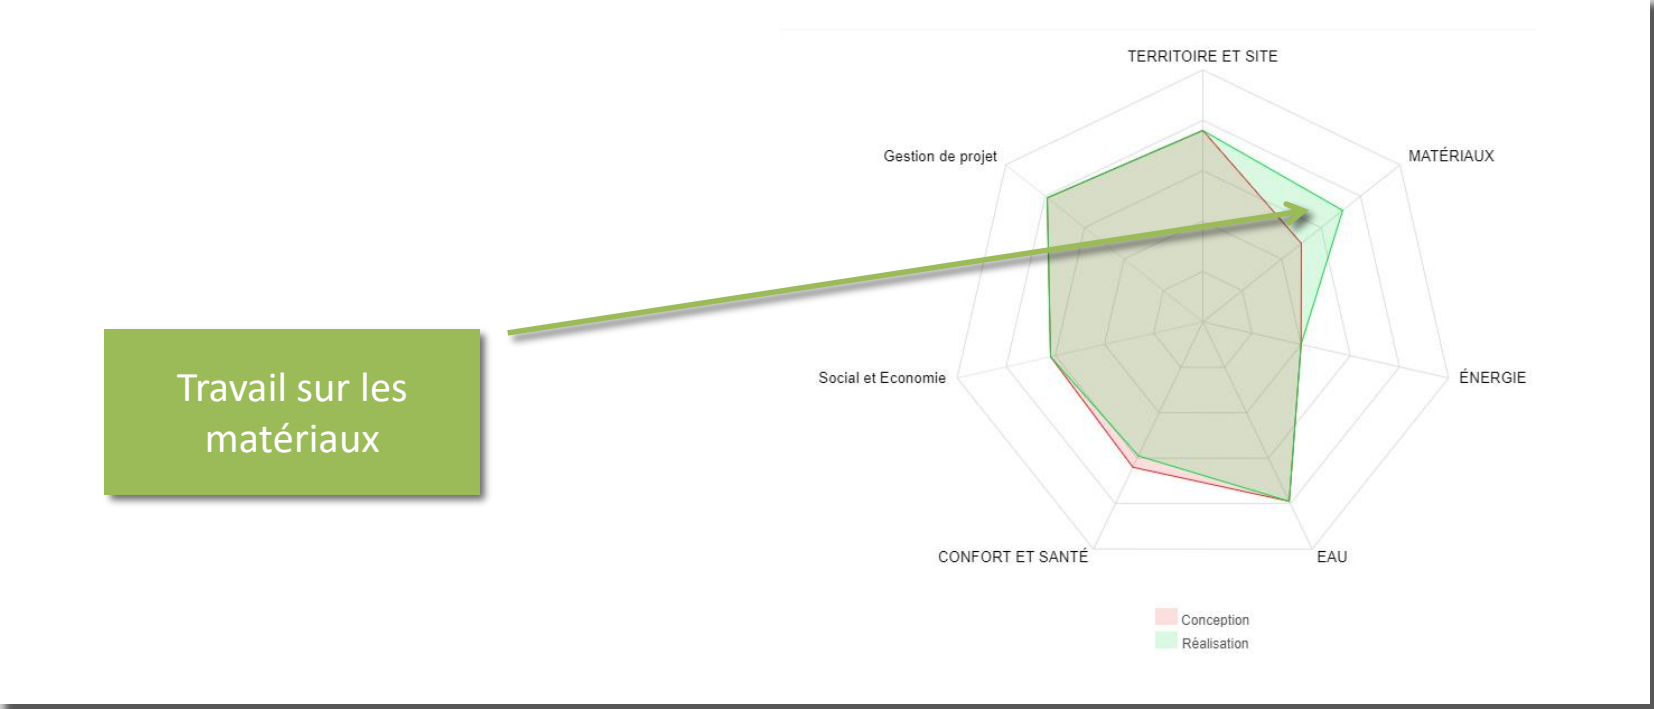 TERRITOIRE ET SITE
Gestion de projet
MATÉRIAUX
Travail sur les
matériaux
Social et Economie
ÉNERGIE
CONFORT ET SANTÉ
EAU
Conception
Réalisation